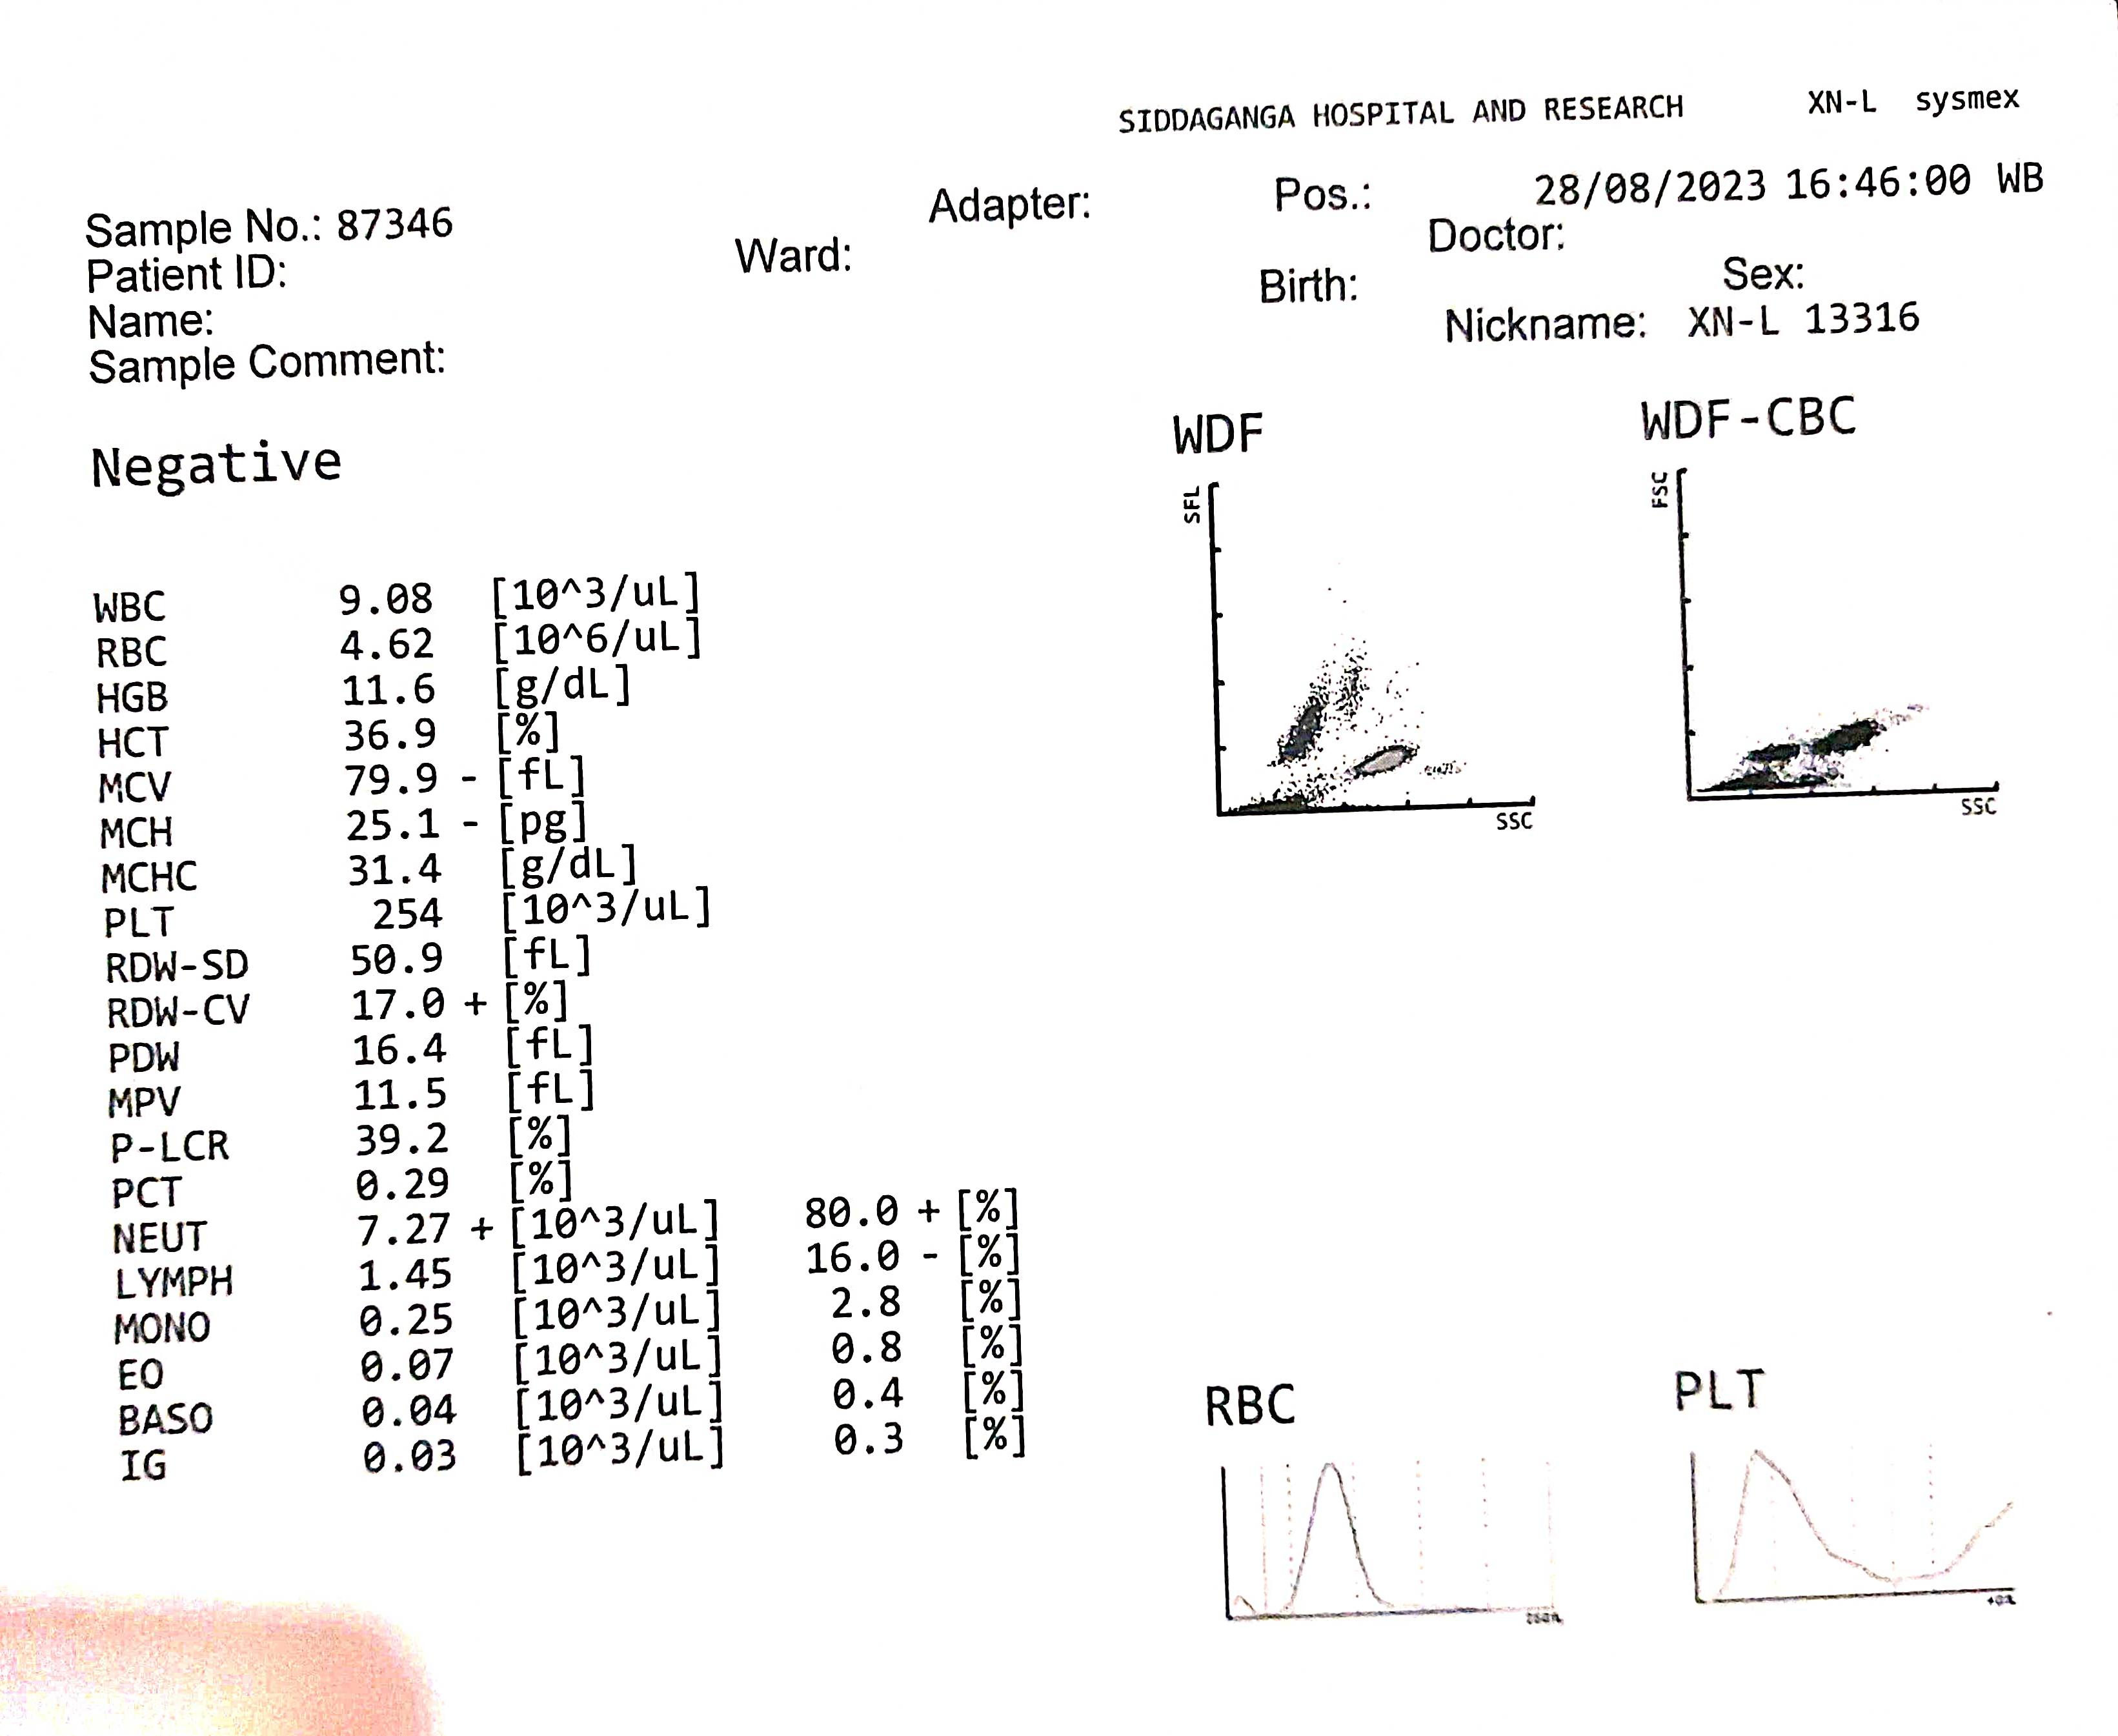 SIDDAGANGA HOSPITAL AND RESEARCH XN-L sysmex
Adapter: Pos.: 28/08/2023 16:46:00 WB
Sample No.: 87346 Ward: Doctor:
Patient ID: Birth: Sex:
Name: Nickname: XN-L 13316
Sample Comment:
Negative
WBC 9.08 [10^3/uL]
RBC 4.62 [10^6/uL]
HGB 11.6 [g/dL]
HCT 36.9 [%]
MCV 79.9 - [fL]
MCH 25.1 - [pg]
MCHC 31.4 [g/dL]
PLT 254 [10^3/uL]
RDW-SD 50.9 [fL]
RDW-CV 17.0 + [%]
PDW 16.4 [fL]
MPV 11.5 [fL]
P-LCR 39.2 [%]
PCT 0.29 [%]
NEUT 7.27 + [10^3/uL] 80.0 + [%]
LYMPH 1.45 [10^3/uL] 16.0 - [%]
MONO 0.25 [10^3/uL] 2.8 [%]
EO 0.07 [10^3/uL] 0.8 [%]
BASO 0.04 [10^3/uL] 0.4 [%]
IG 0.03 [10^3/uL] 0.3 [%]
WDF
SFL
SSC
WDF-CBC
FSC
SSC
RBC
PLT